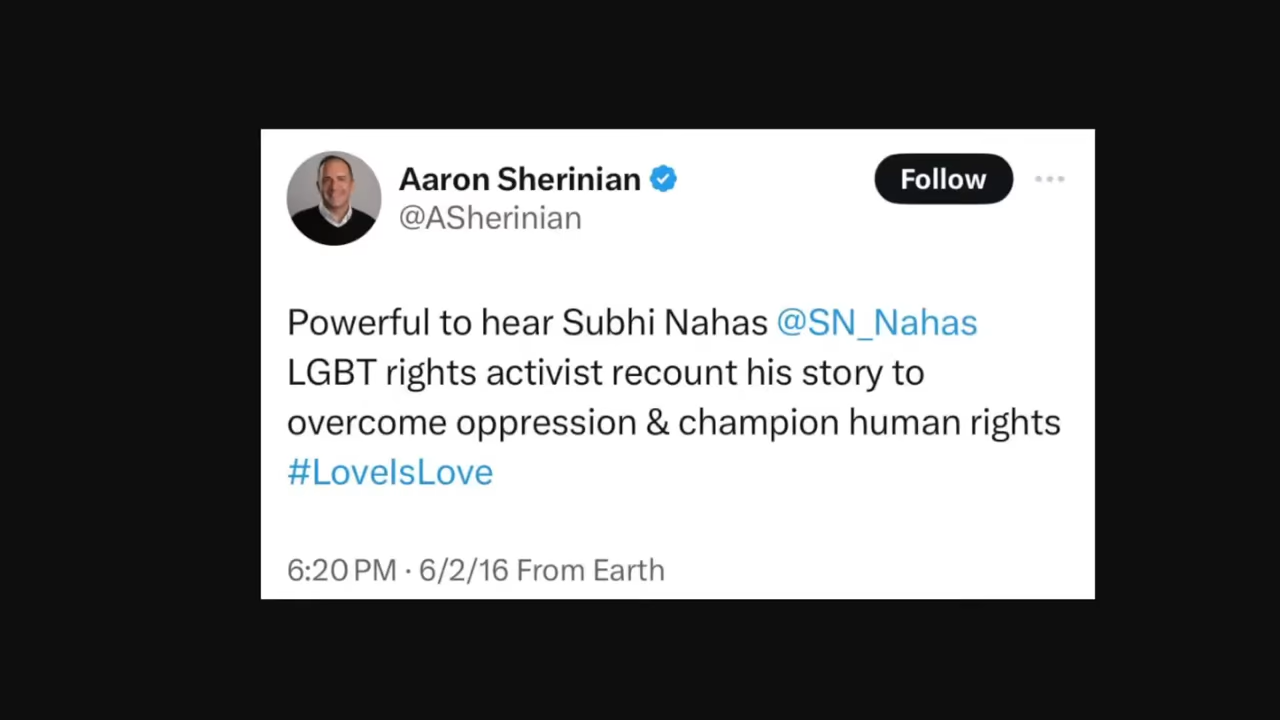 Aaron Sherinian
@ASherinian
Follow
Powerful to hear Subhi Nahas @SN_Nahas
LGBT rights activist recount his story to
overcome oppression & champion human rights
#LoveIsLove
6:20 PM · 6/2/16 From Earth